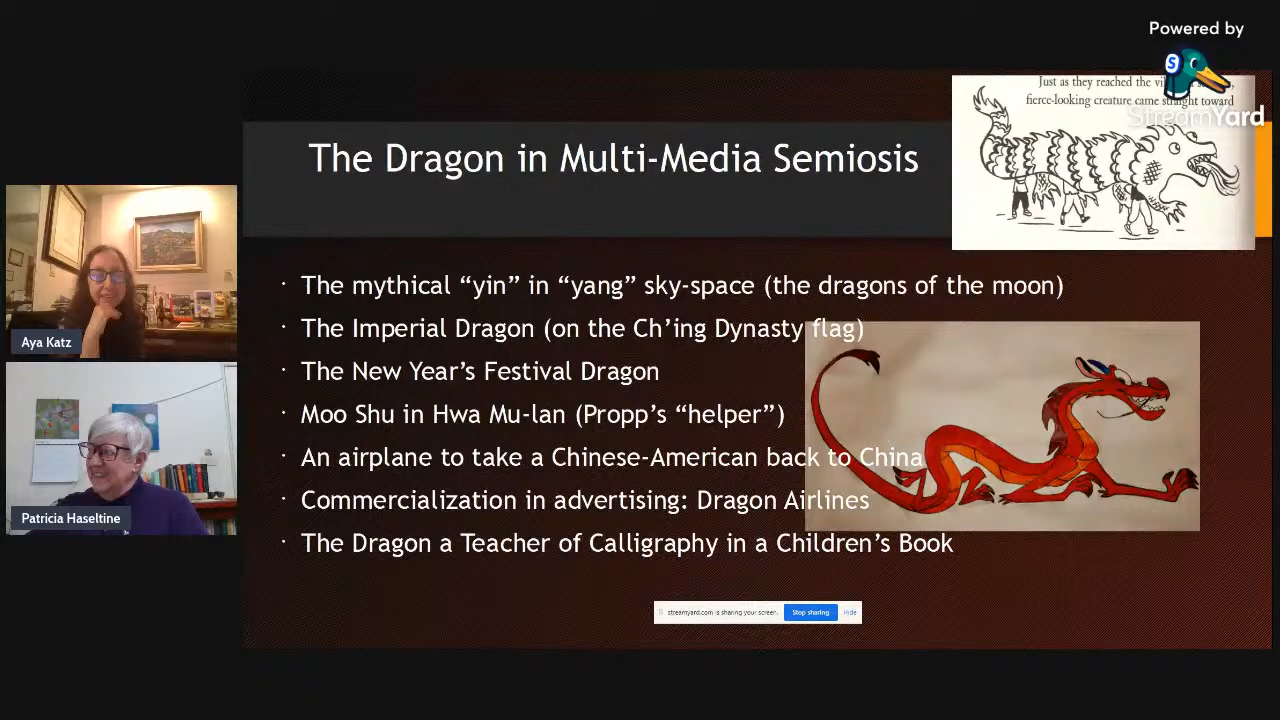 Powered by
S
StreamYard
Just as they reached the
fierce-looking creature came straight toward
The Dragon in Multi-Media Semiosis
· The mythical “yin” in “yang” sky-space (the dragons of the moon)
· The Imperial Dragon (on the Ch’ing Dynasty flag)
· The New Year’s Festival Dragon
· Moo Shu in Hwa Mu-lan (Propp’s “helper”)
· An airplane to take a Chinese-American back to China
· Commercialization in advertising: Dragon Airlines
· The Dragon a Teacher of Calligraphy in a Children’s Book
Aya Katz
Patricia Haseltine
streamyard.com is sharing your screen. Stop sharing Hide